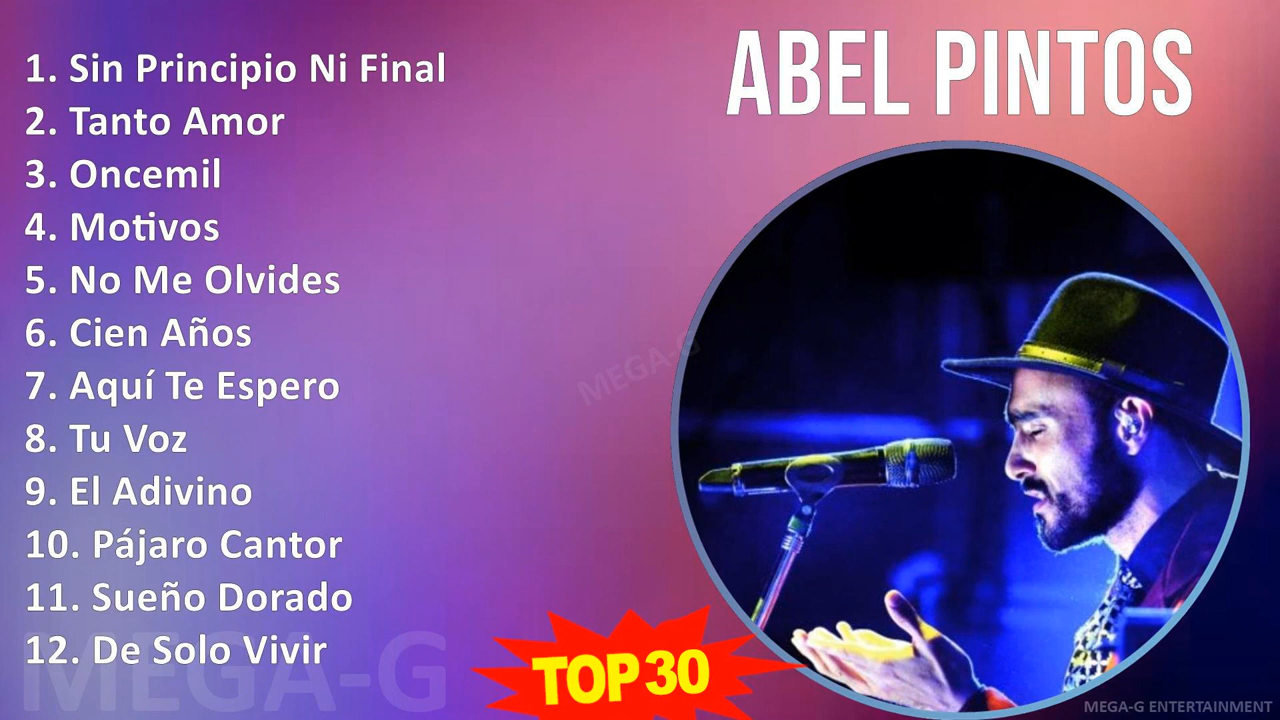 ABEL PINTOS
1. Sin Principio Ni Final
2. Tanto Amor
3. Oncemil
4. Motivos
5. No Me Olvides
6. Cien Años
7. Aquí Te Espero
8. Tu Voz
9. El Adivino
10. Pájaro Cantor
11. Sueño Dorado
12. De Solo Vivir
MEGA-G
MEGA-G
TOP 30
MEGA-G ENTERTAINMENT